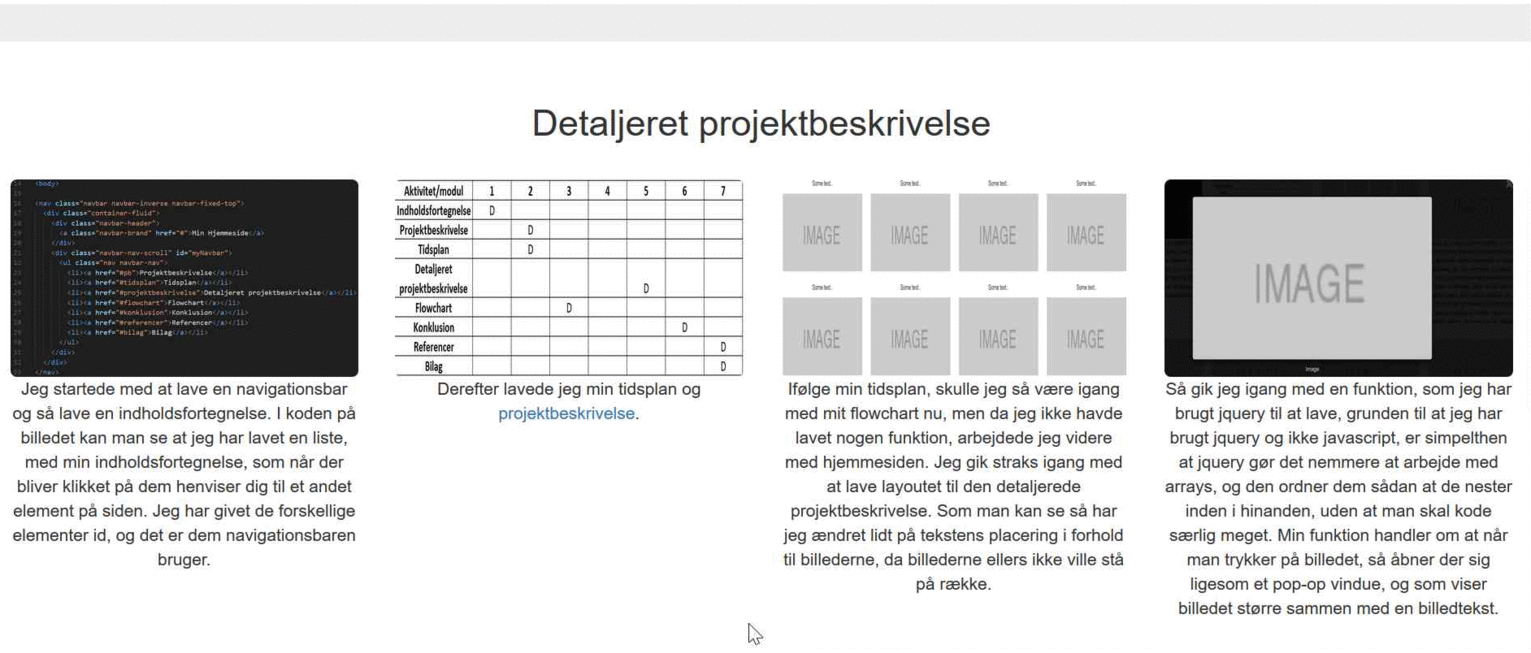 Detaljeret projektbeskrivelse
<body>
<nav class="navbar navbar-inverse navbar-fixed-top">
<div class="container-fluid">
<div class="navbar-header">
<a class="navbar-brand" href="#">Min Hjemmeside</a>
</div>
<div class="navbar-nav-scroll" id="myNavbar">
<ul class="nav navbar-nav">
<li><a href="#pb">Projektbeskrivelse</a></li>
<li><a href="#tidsplan">Tidsplan</a></li>
<li><a href="#projektbeskrivelse">Detaljeret projektbeskrivelse</a></li>
<li><a href="#flowchart">Flowchart</a></li>
<li><a href="#konklusion">Konklusion</a></li>
<li><a href="#referencer">Referencer</a></li>
<li><a href="#bilag">Bilag</a></li>
</ul>
</div>
</div>
</nav>
Jeg startede med at lave en navigationsbar
og så lave en indholdsfortegnelse. I koden på
billedet kan man se at jeg har lavet en liste,
med min indholdsfortegnelse, som når der
bliver klikket på dem henviser dig til et andet
element på siden. Jeg har givet de forskellige
elementer id, og det er dem navigationsbaren
bruger.
Aktivitet/modul 1 2 3 4 5 6 7
Indholdsfortegnelse D
Projektbeskrivelse D
Tidsplan D
Detaljeret
projektbeskrivelse D
Flowchart D
Konklusion D
Referencer D
Bilag D
Derefter lavede jeg min tidsplan og
projektbeskrivelse.
Some text.. Some text.. Some text.. Some text..
IMAGE IMAGE IMAGE IMAGE
Some text.. Some text.. Some text.. Some text..
IMAGE IMAGE IMAGE IMAGE
Ifølge min tidsplan, skulle jeg så være igang
med mit flowchart nu, men da jeg ikke havde
lavet nogen funktion, arbejdede jeg videre
med hjemmesiden. Jeg gik straks igang med
at lave layoutet til den detaljerede
projektbeskrivelse. Som man kan se så har
jeg ændret lidt på tekstens placering i forhold
til billederne, da billederne ellers ikke ville stå
på række.
IMAGE
Image
Så gik jeg igang med en funktion, som jeg har
brugt jquery til at lave, grunden til at jeg har
brugt jquery og ikke javascript, er simpelthen
at jquery gør det nemmere at arbejde med
arrays, og den ordner dem sådan at de nester
inden i hinanden, uden at man skal kode
særlig meget. Min funktion handler om at når
man trykker på billedet, så åbner der sig
ligesom et pop-op vindue, og som viser
billedet større sammen med en billedtekst.